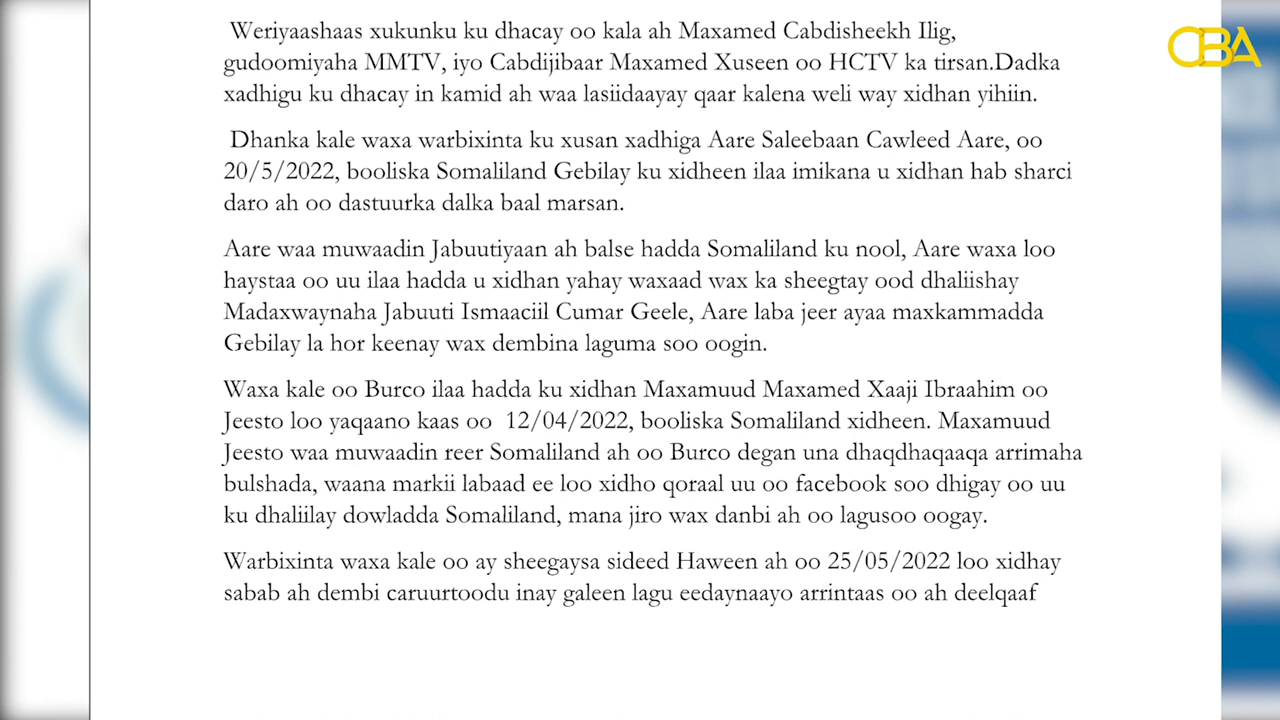 Weriyaashaas xukunku ku dhacay oo kala ah Maxamed Cabdisheekh Ilig,
gudoomiyaha MMTV, iyo Cabdijibaar Maxamed Xuseen oo HCTV ka tirsan.Dadka
xadhigu ku dhacay in kamid ah waa lasiidaayay qaar kalena weli way xidhan yihiin.
Dhanka kale waxa warbixinta ku xusan xadhiga Aare Saleebaan Cawleed Aare, oo
20/5/2022, booliska Somaliland Gebilay ku xidheen ilaa imikana u xidhan hab sharci
daro ah oo dastuurka dalka baal marsan.
Aare waa muwaadin Jabuutiyaan ah balse hadda Somaliland ku nool, Aare waxa loo
haystaa oo uu ilaa hadda u xidhan yahay waxaad wax ka sheegtay ood dhaliishay
Madaxwaynaha Jabuuti Ismaaciil Cumar Geele, Aare laba jeer ayaa maxkammadda
Gebilay la hor keenay wax dembina laguma soo oogin.
Waxa kale oo Burco ilaa hadda ku xidhan Maxamuud Maxamed Xaaji Ibraahim oo
Jeesto loo yaqaano kaas oo 12/04/2022, booliska Somaliland xidheen. Maxamuud
Jeesto waa muwaadin reer Somaliland ah oo Burco degan una dhaqdhaqaaqa arrimaha
bulshada, waana markii labaad ee loo xidho qoraal uu oo facebook soo dhigay oo uu
ku dhaliilay dowladda Somaliland, mana jiro wax danbi ah oo lagusoo oogay.
Warbixinta waxa kale oo ay sheegaysa sideed Haween ah oo 25/05/2022 loo xidhay
sabab ah dembi caruurtoodu inay galeen lagu eedaynaayo arrintaas oo ah deelqaaf
CBA